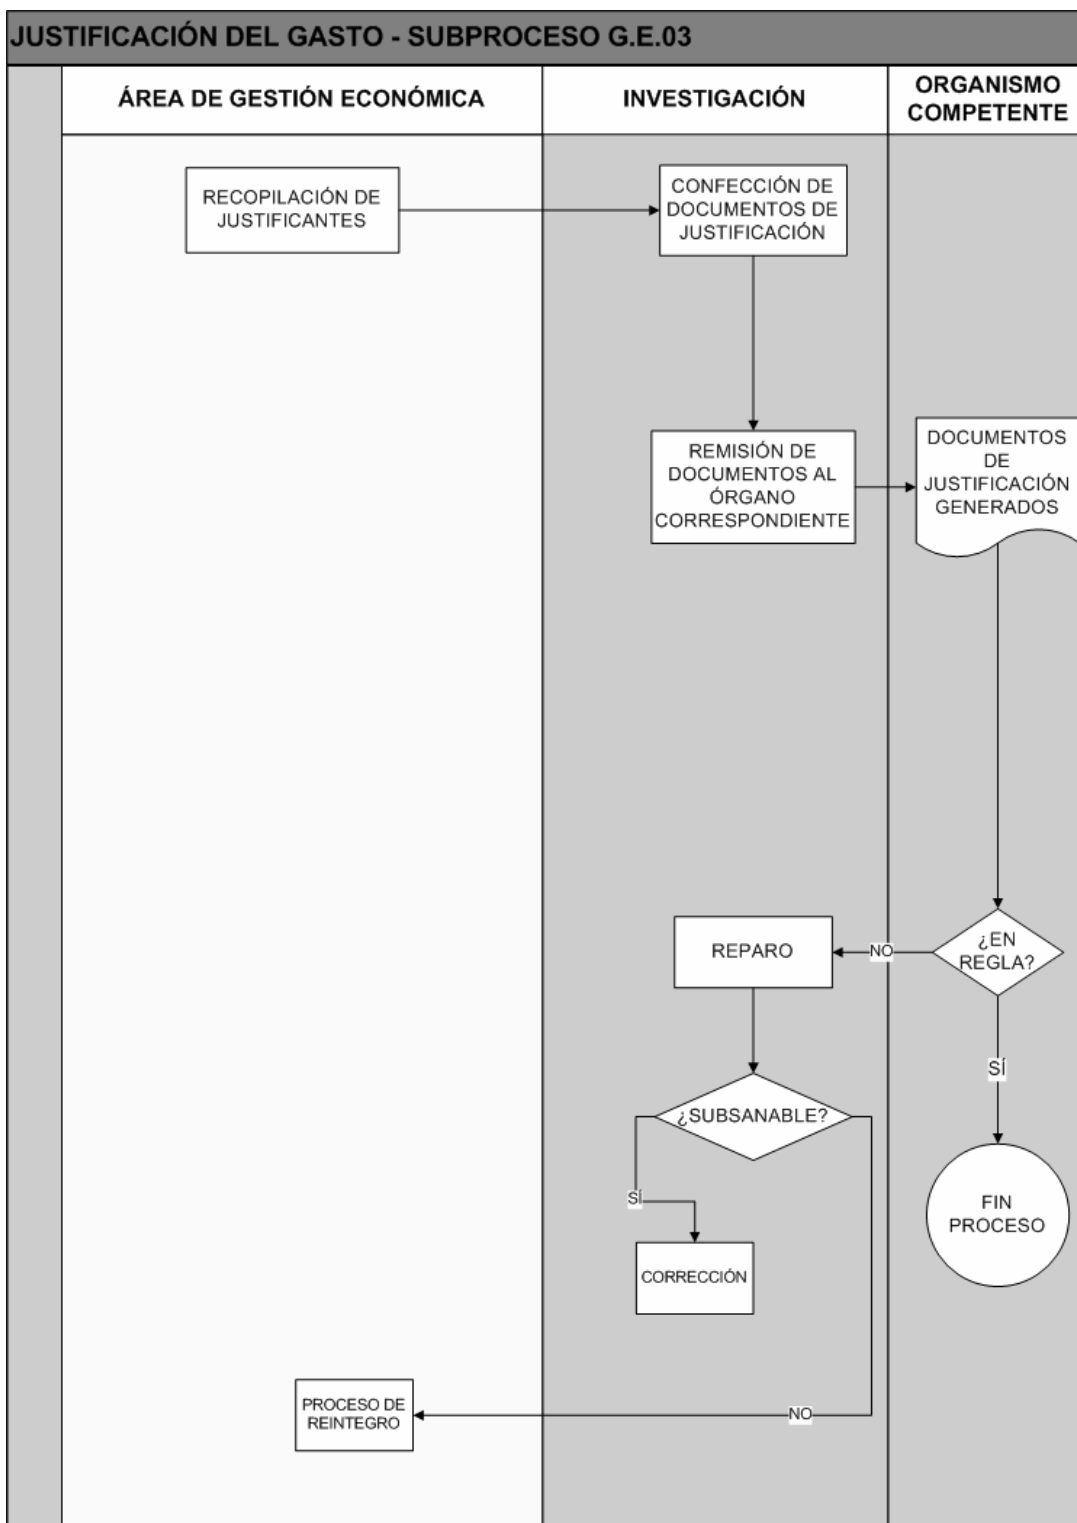 JUSTIFICACIÓN DEL GASTO - SUBPROCESO G.E.03
ÁREA DE GESTIÓN ECONÓMICA
INVESTIGACIÓN
ORGANISMO
COMPETENTE
RECOPILACIÓN DE
JUSTIFICANTES
CONFECCIÓN DE
DOCUMENTOS DE
JUSTIFICACIÓN
REMISIÓN DE
DOCUMENTOS AL
ÓRGANO
CORRESPONDIENTE
DOCUMENTOS
DE
JUSTIFICACIÓN
GENERADOS
¿EN
REGLA?
NO
REPARO
SÍ
¿SUBSANABLE?
SÍ
CORRECCIÓN
FIN
PROCESO
NO
PROCESO DE
REINTEGRO